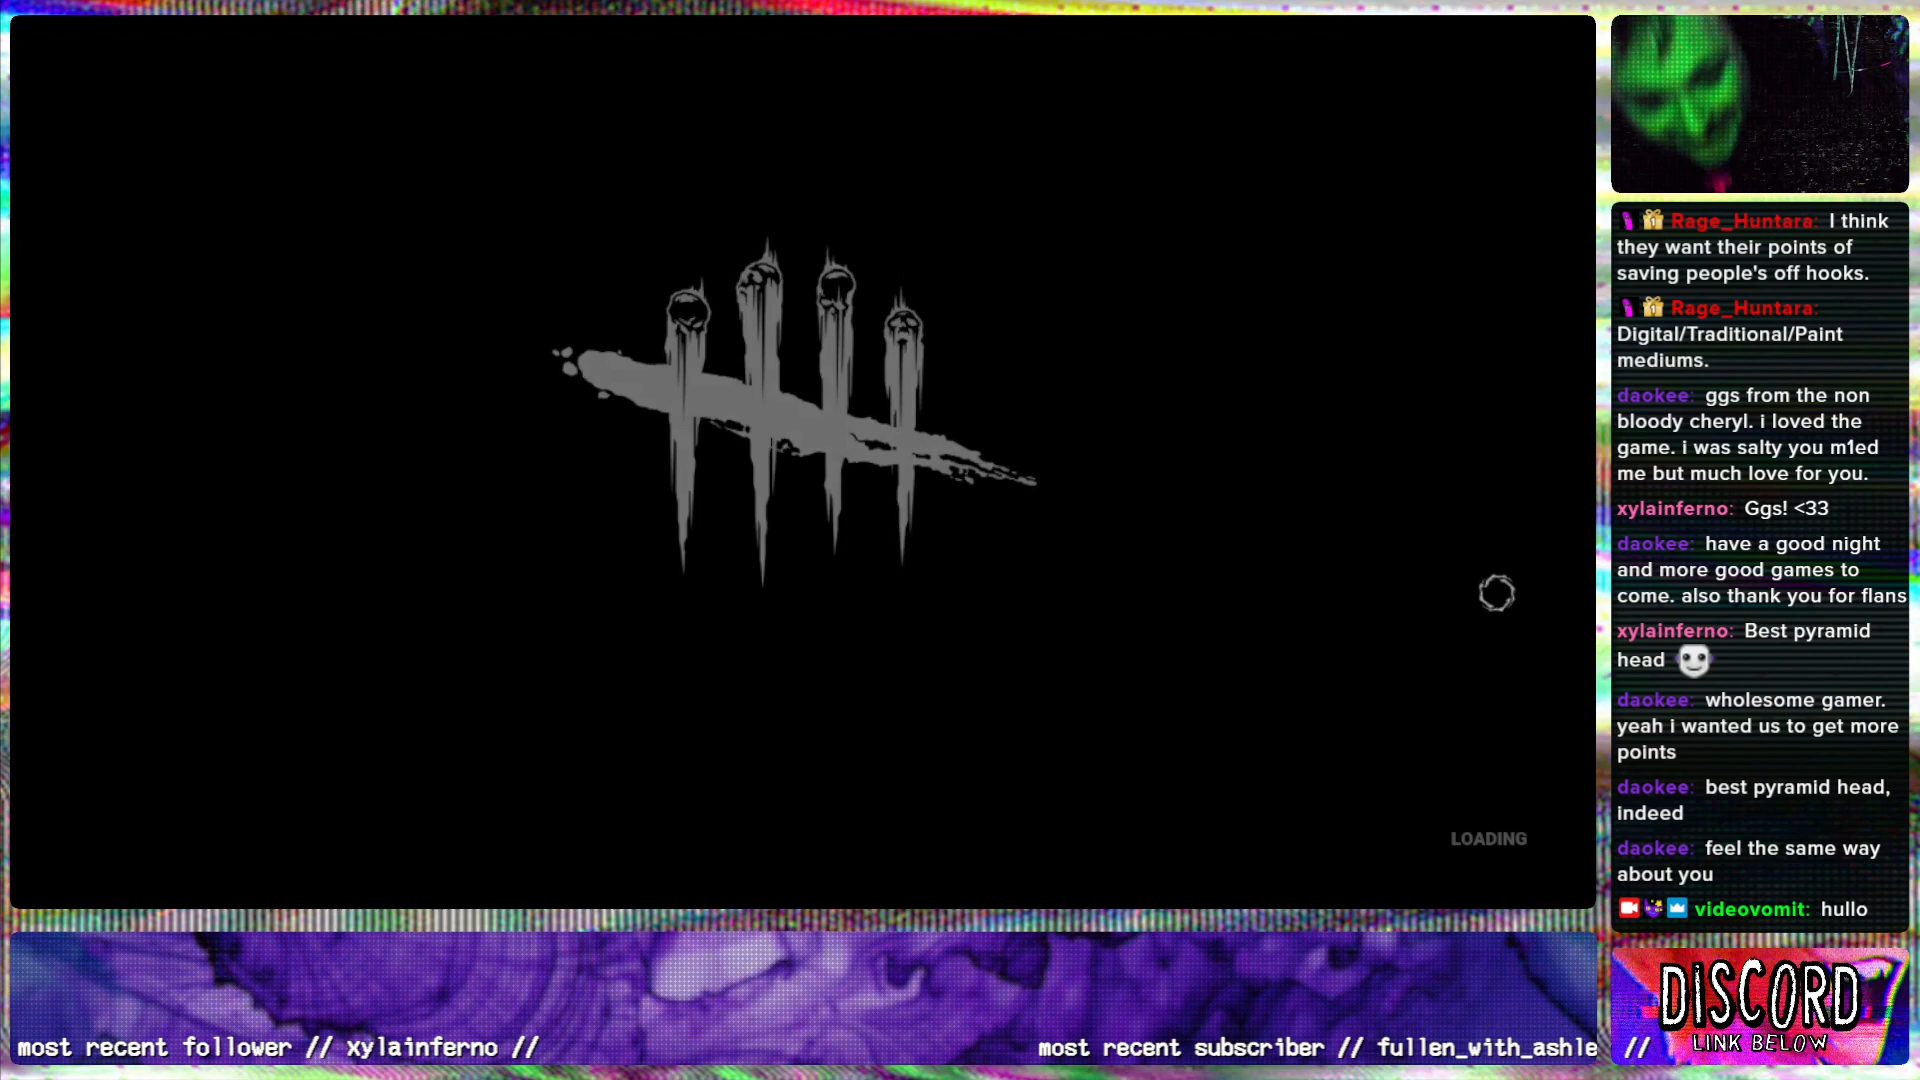 Rage_Huntara: I think
they want their points of
saving people's off hooks.
Rage_Huntara:
Digital/Traditional/Paint
mediums.
daokee: ggs from the non
bloody cheryl. i loved the
game. i was salty you m1ed
me but much love for you.
xylainferno: Ggs! <33
daokee: have a good night
and more good games to
come. also thank you for flans
xylainferno: Best pyramid
head
daokee: wholesome gamer.
yeah i wanted us to get more
points
daokee: best pyramid head,
indeed
daokee: feel the same way
about you
videovomit: hullo
LOADING
DISCORD
LINK BELOW
most recent follower // xylainferno //
most recent subscriber // fullen_with_ashle //